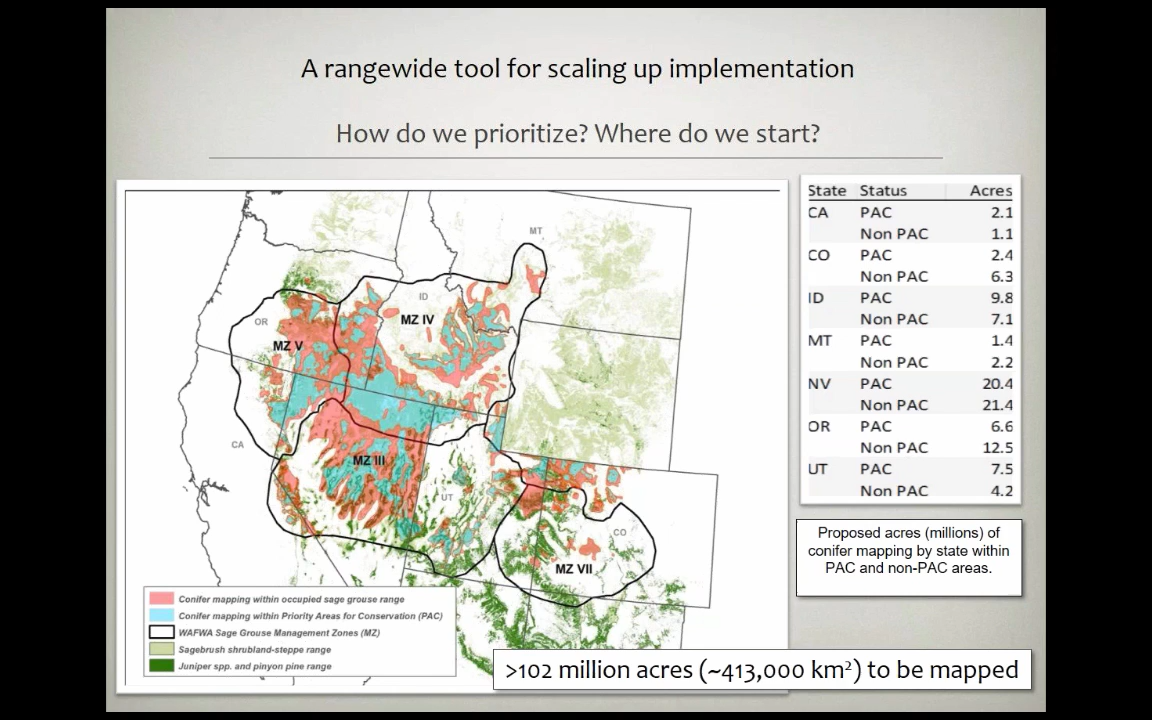 A rangewide tool for scaling up implementation
How do we prioritize? Where do we start?
MT
ID
MZ IV
OR
MZ V
CA
MZ III
UT
CO
MZ VII
Conifer mapping within occupied sage grouse range
Conifer mapping within Priority Areas for Conservation (PAC)
WAFWA Sage Grouse Management Zones (MZ)
Sagebrush shrubland-steppe range
Juniper spp. and pinyon pine range
State Status Acres
CA PAC 2.1
Non PAC 1.1
CO PAC 2.4
Non PAC 6.3
ID PAC 9.8
Non PAC 7.1
MT PAC 1.4
Non PAC 2.2
NV PAC 20.4
Non PAC 21.4
OR PAC 6.6
Non PAC 12.5
UT PAC 7.5
Non PAC 4.2
Proposed acres (millions) of
conifer mapping by state within
PAC and non-PAC areas.
>102 million acres (~413,000 km²) to be mapped